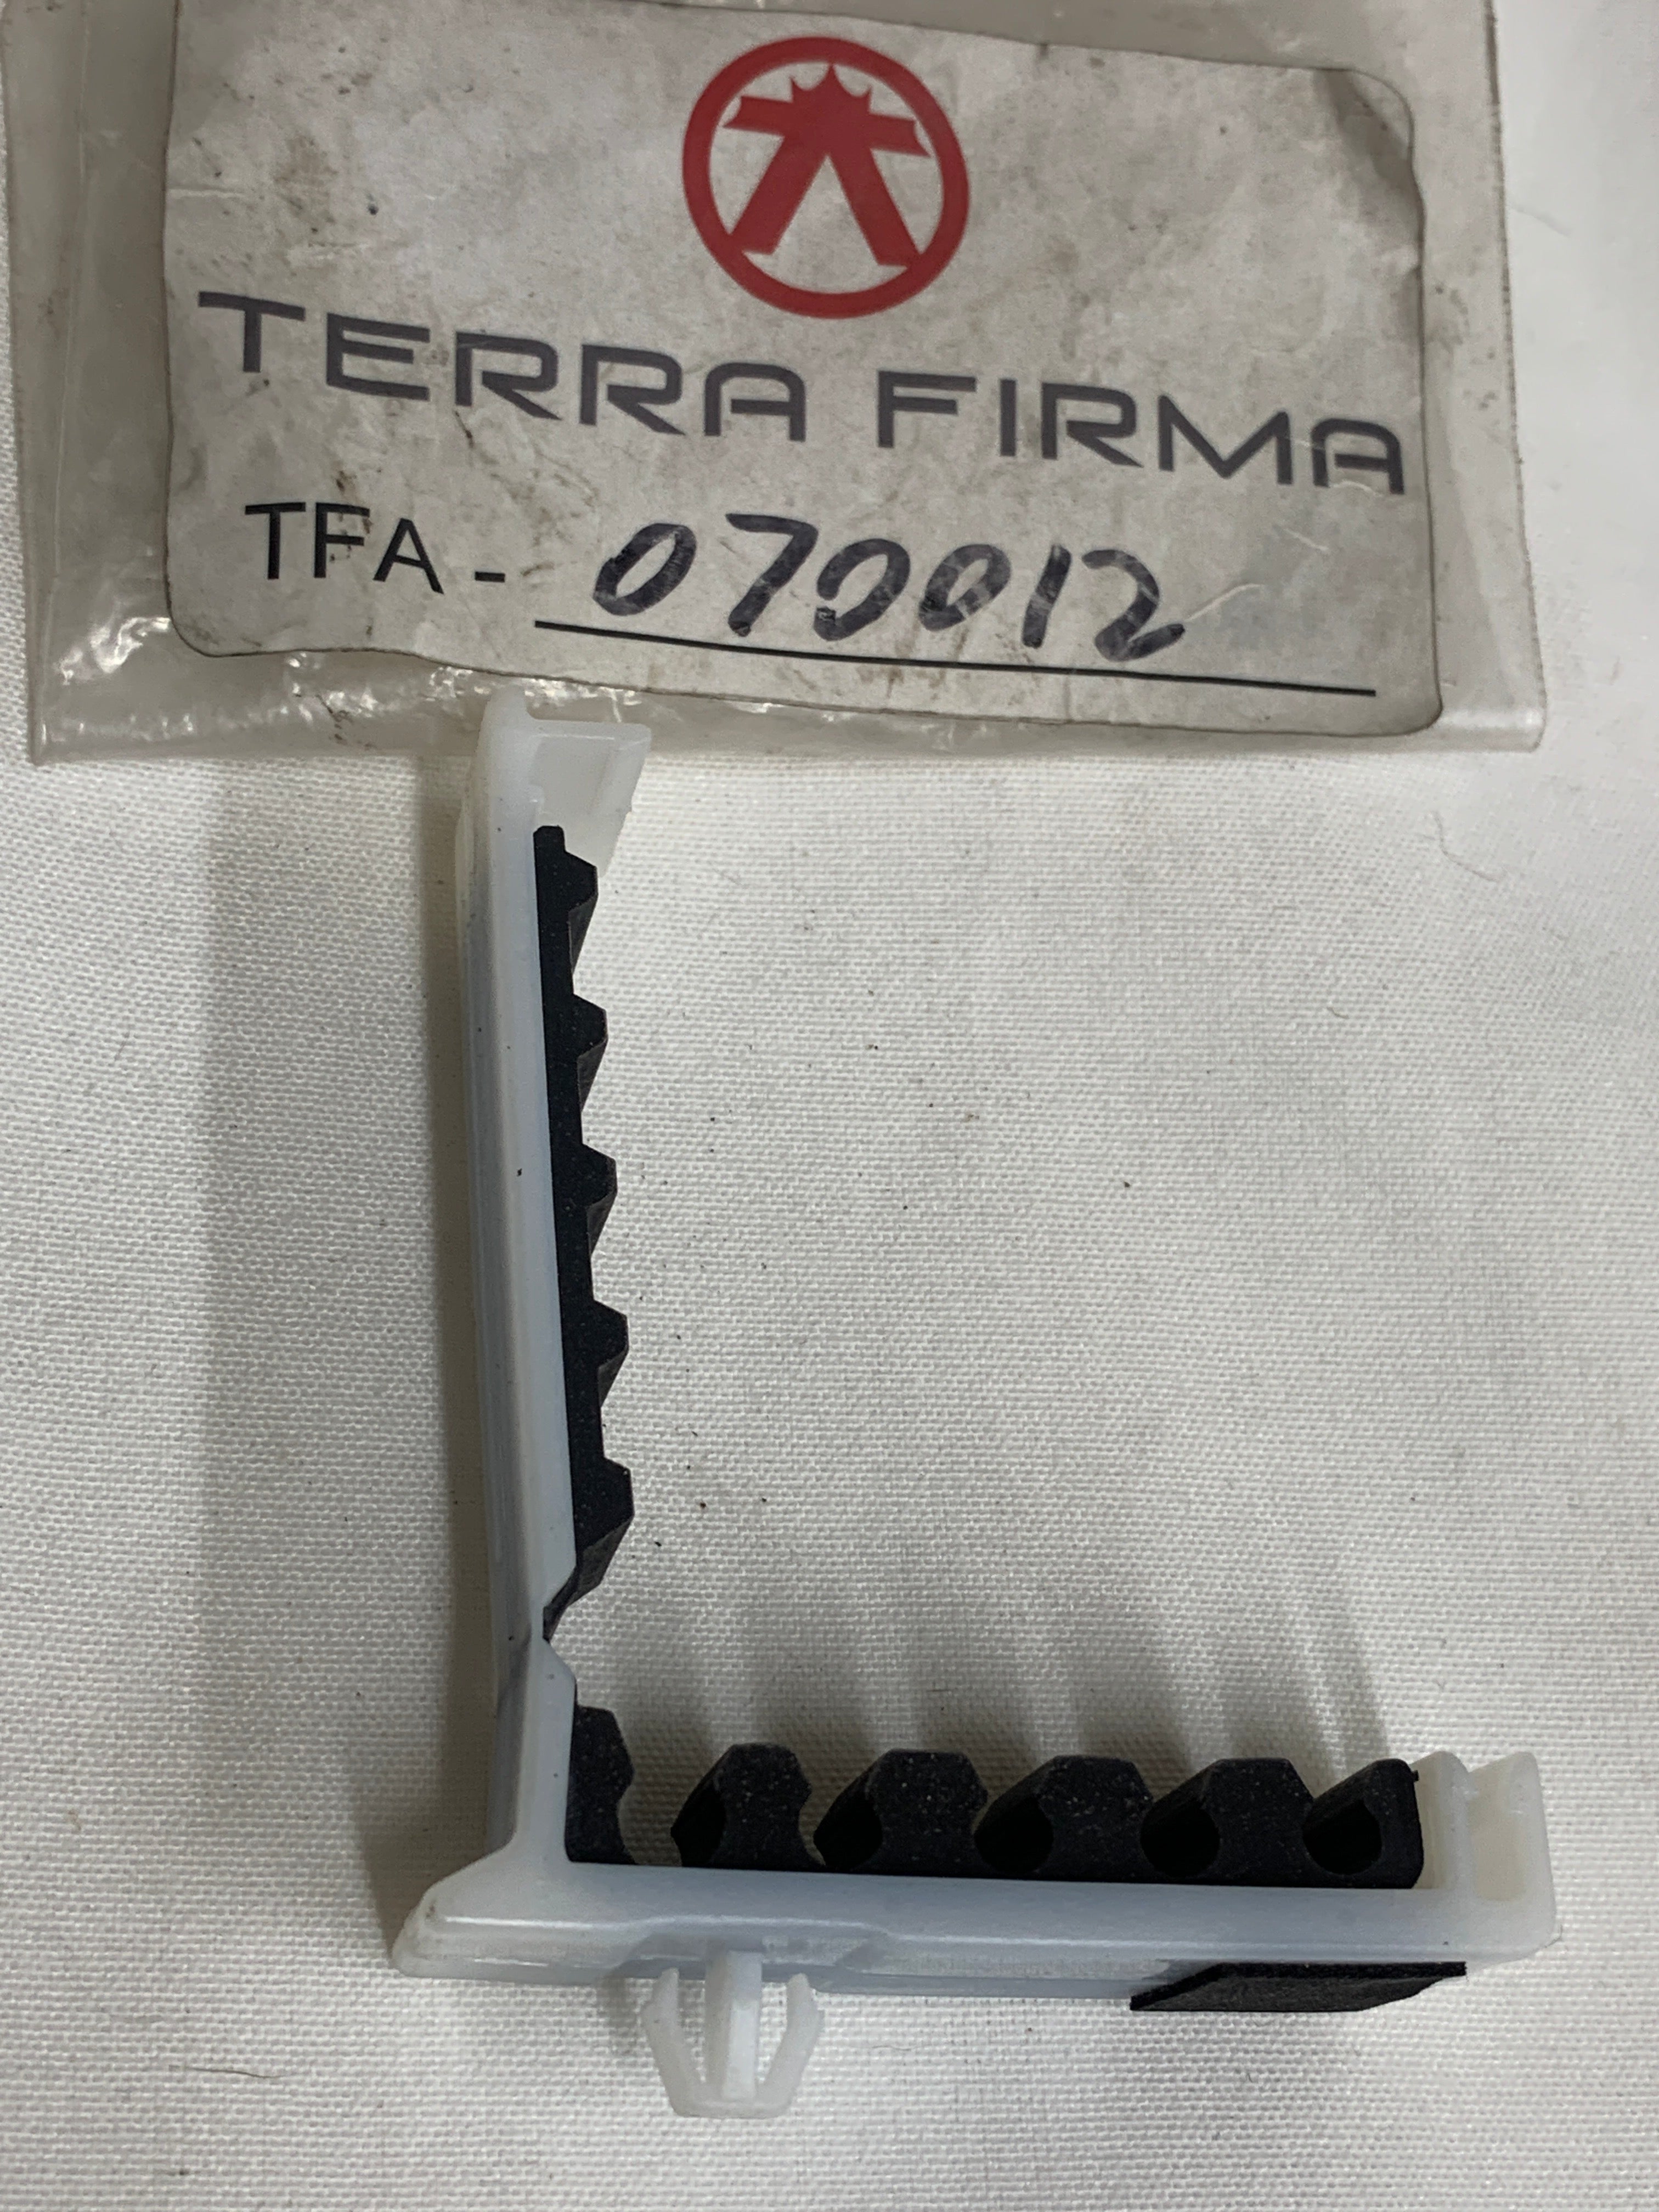 TERRA FIRMA
TFA - 070012